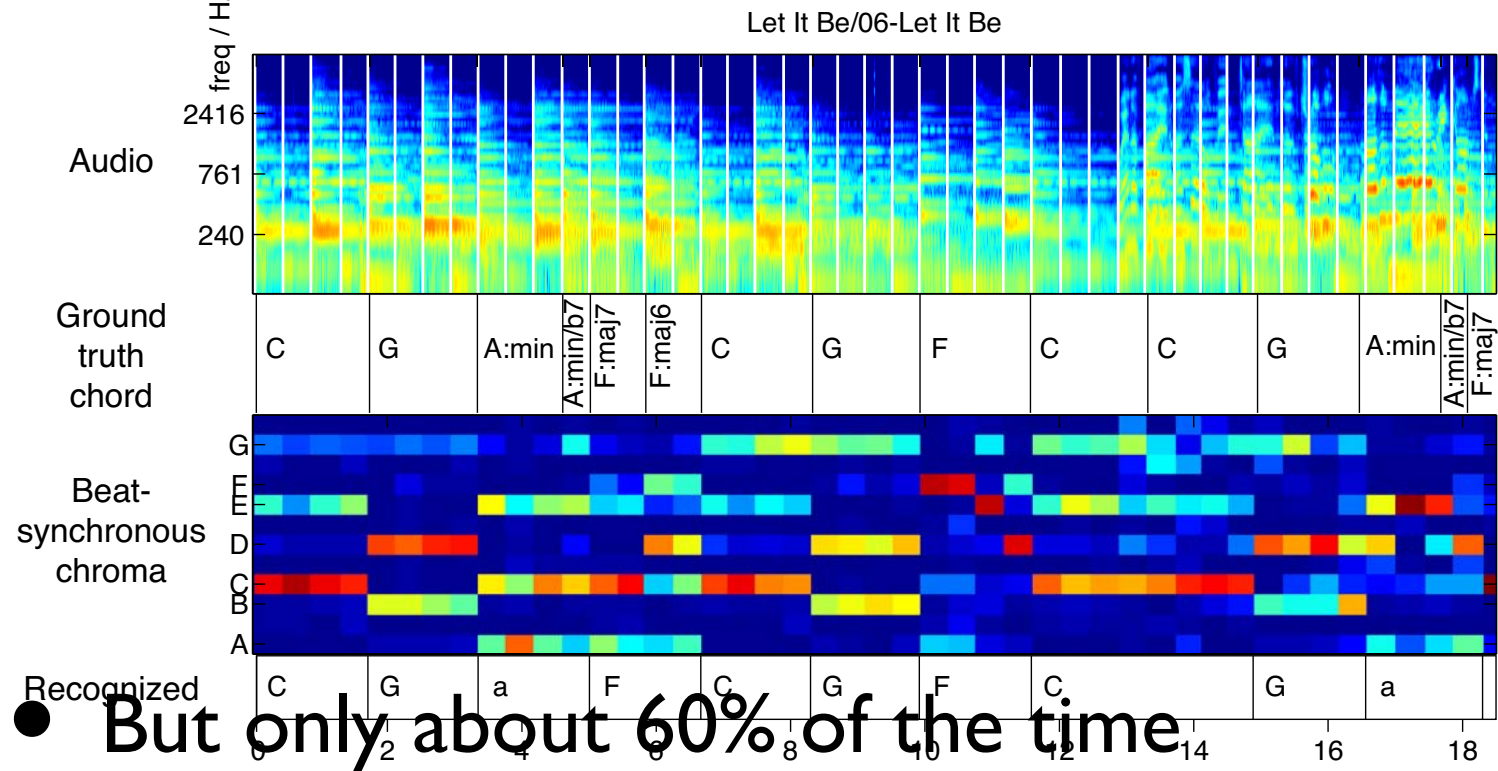 Let It Be/06-Let It Be
freq / H
2416
761
240
Audio
Ground
truth
chord
C G A:min A:min/b7 F:maj7 F:maj6 C G F C C G A:min A:min/b7 F:maj7
Beat-
synchronous
chroma
G
F
E
D
C
B
A
Recognized C G a F C G F C G a
• But only about 60% of the time
0 2 4 6 8 10 12 14 16 18